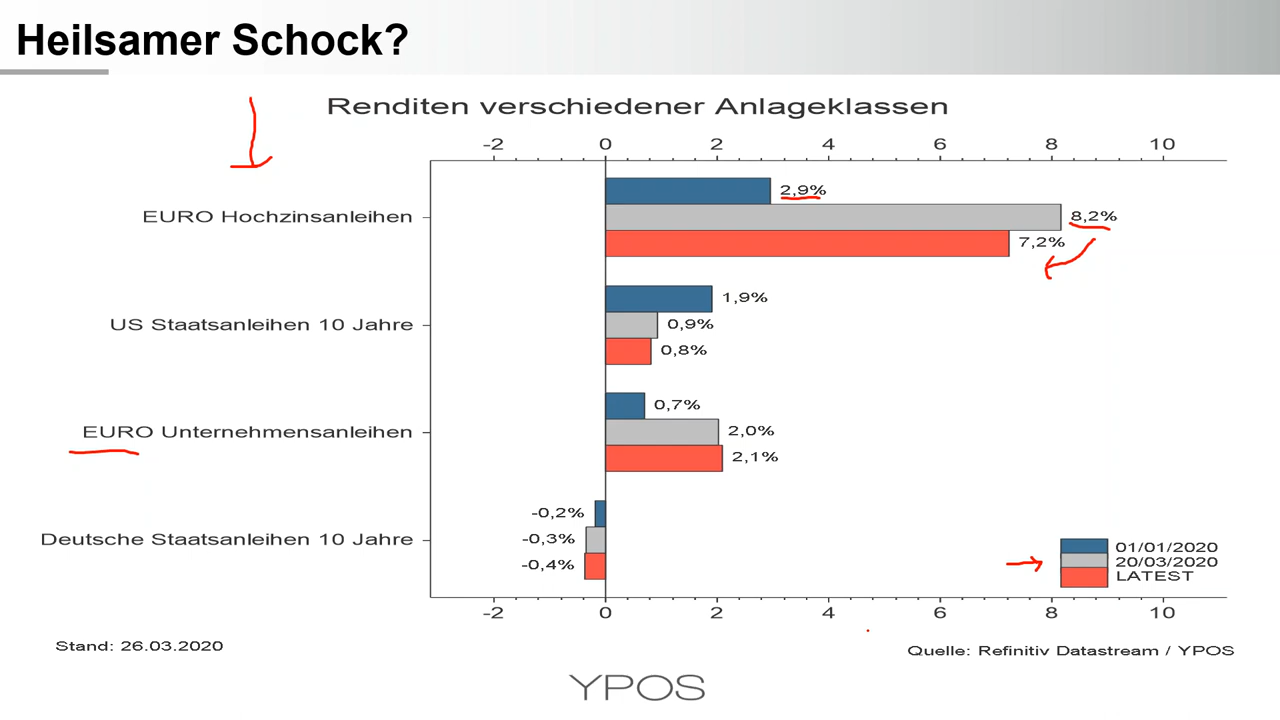 Heilsamer Schock?
Renditen verschiedener Anlageklassen
-2 0 2 4 6 8 10
EURO Hochzinsanleihen
2,9%
8,2%
7,2%
US Staatsanleihen 10 Jahre
1,9%
0,9%
0,8%
EURO Unternehmensanleihen
0,7%
2,0%
2,1%
Deutsche Staatsanleihen 10 Jahre
-0,2%
-0,3%
-0,4%
01/01/2020
20/03/2020
LATEST
-2 0 2 4 6 8 10
Stand: 26.03.2020
Quelle: Refinitiv Datastream / YPOS
YPOS